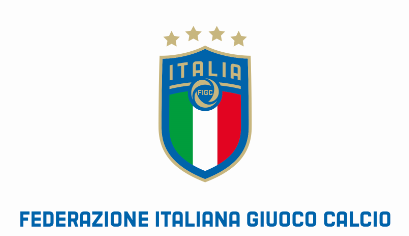 ITALIA
FIGC
FEDERAZIONE ITALIANA GIUOCO CALCIO